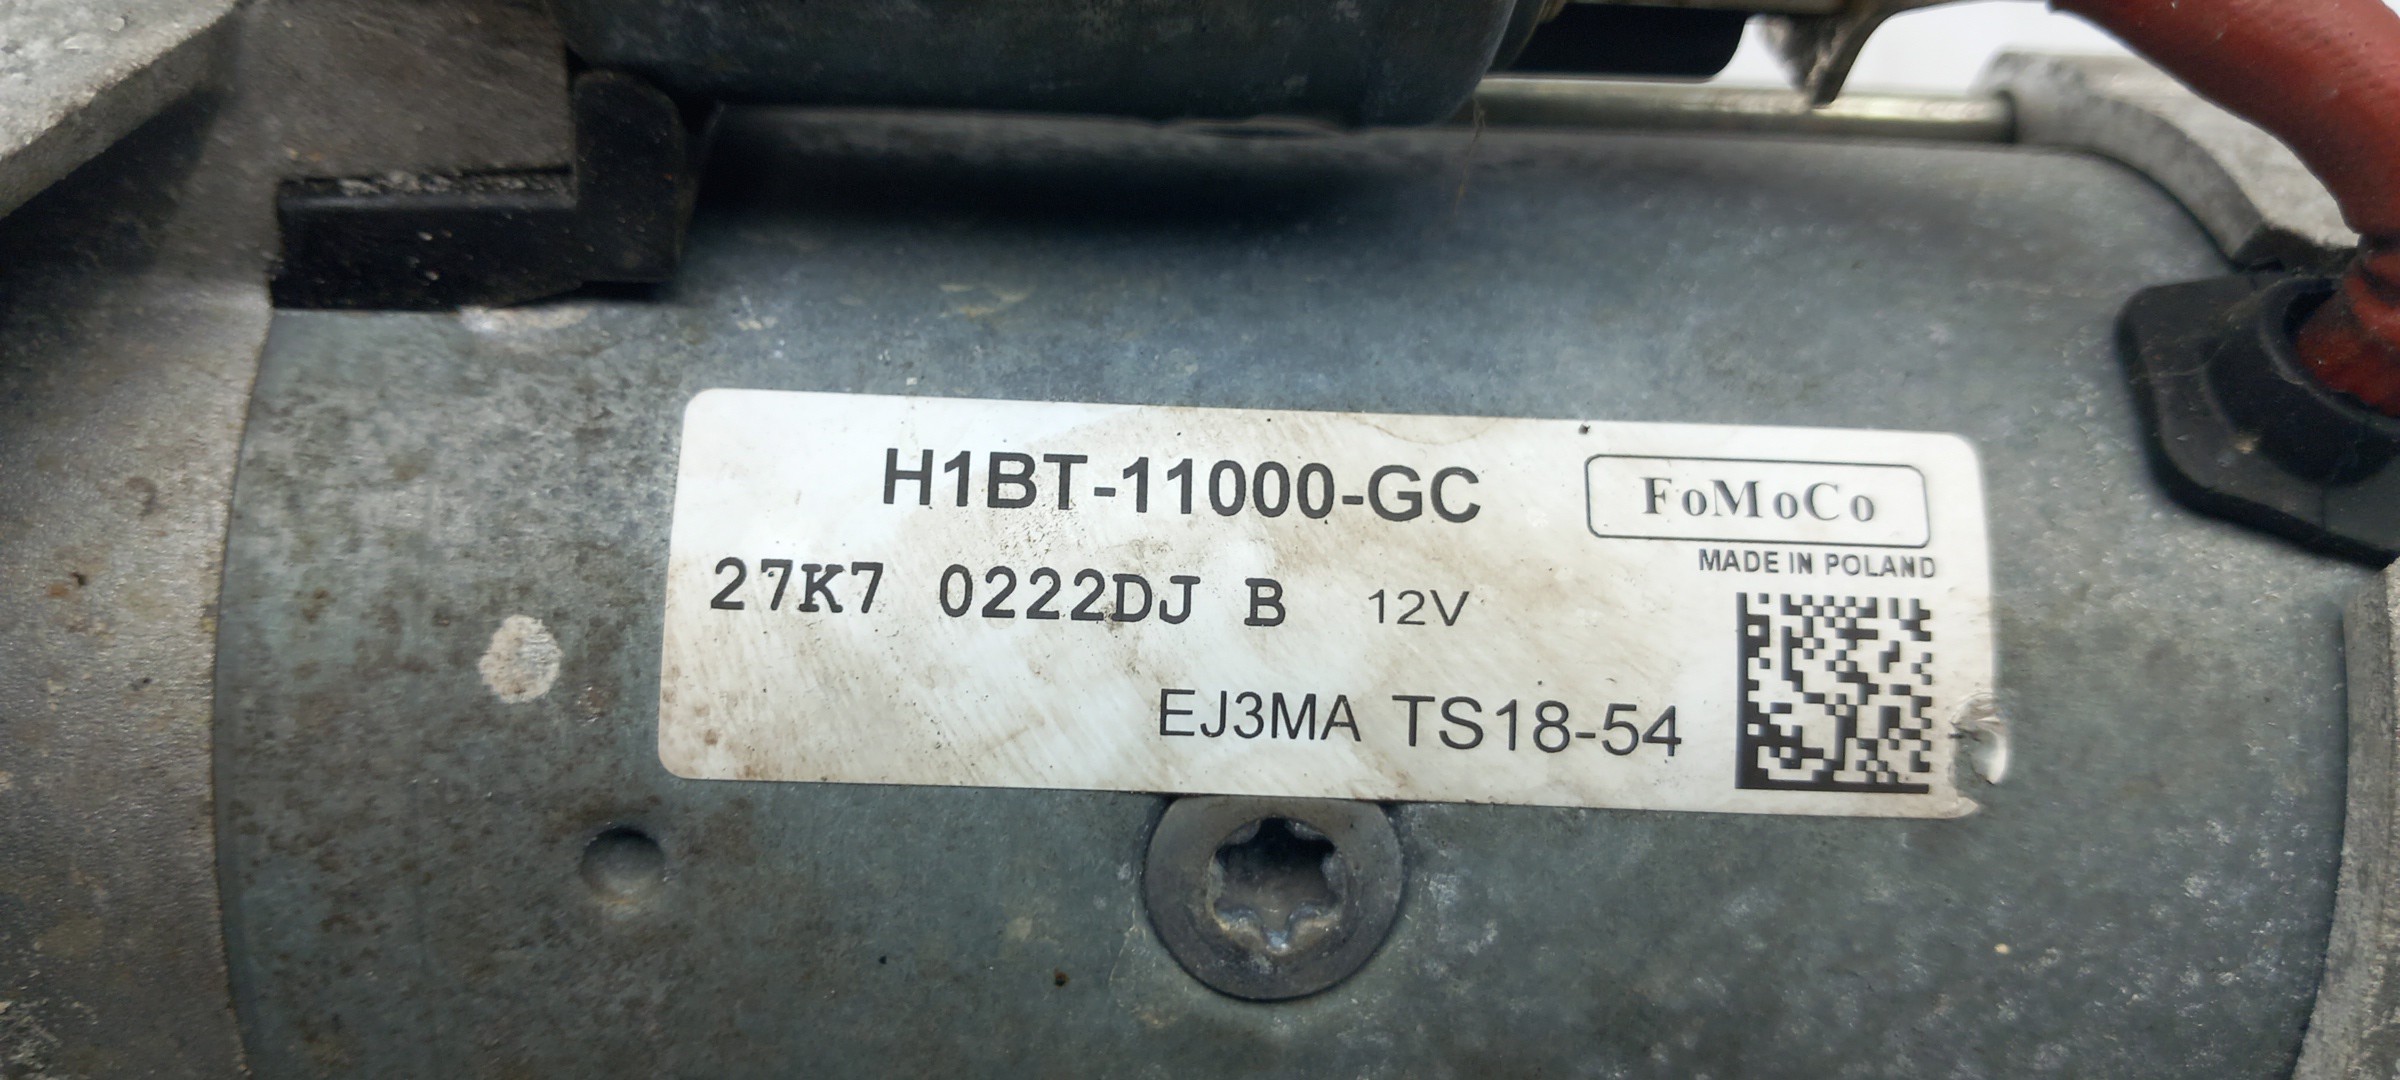 H1BT-11000-GC
FoMoCo
MADE IN POLAND
27K7 0222DJ B 12V
EJ3MA TS18-54